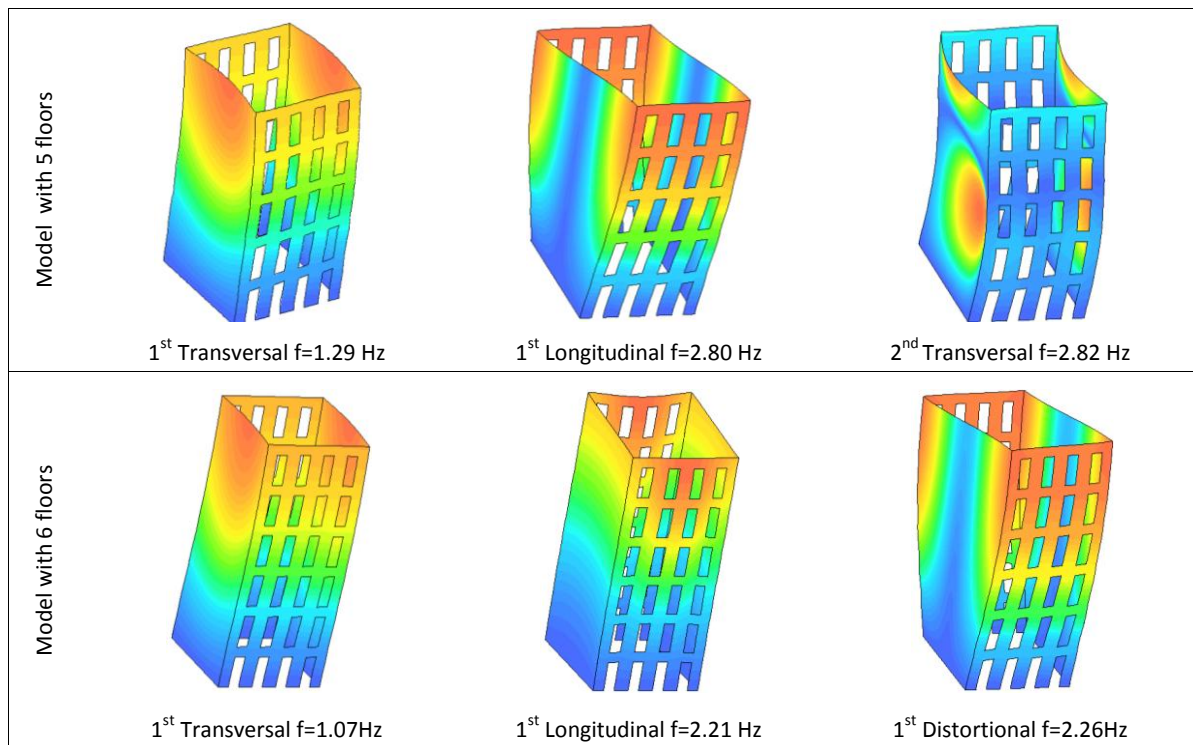 Model with 5 floors
1st Transversal f=1.29 Hz
1st Longitudinal f=2.80 Hz
2nd Transversal f=2.82 Hz
Model with 6 floors
1st Transversal f=1.07Hz
1st Longitudinal f=2.21 Hz
1st Distortional f=2.26Hz